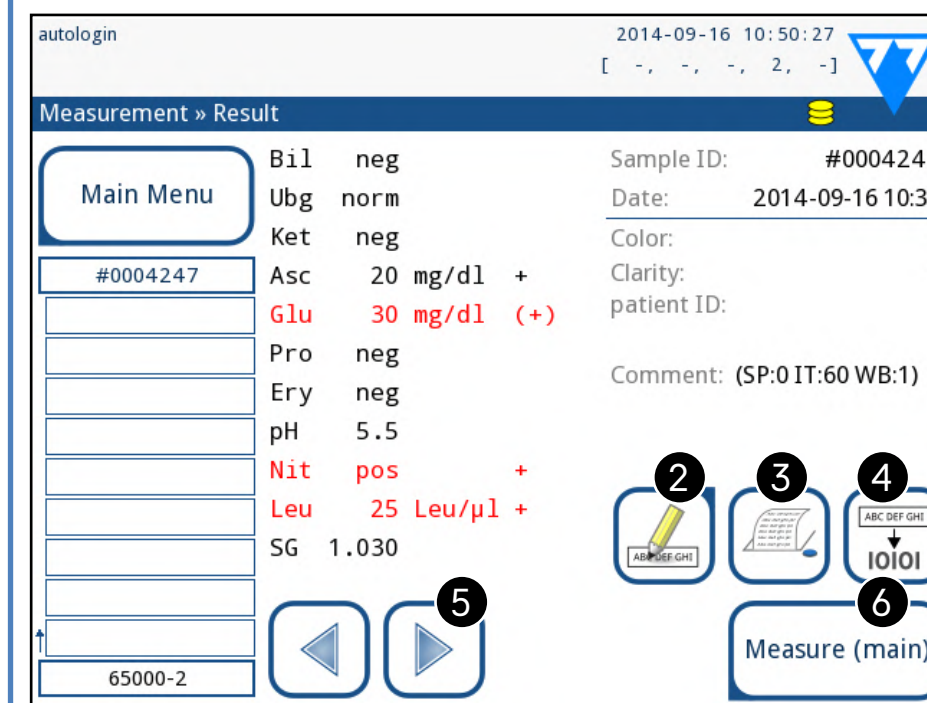 autologin
2014-09-16 10:50:27
[ -, -, -, 2, -]
Measurement » Result
Main Menu
#0004247
65000-2
Bil neg
Ubg norm
Ket neg
Asc 20 mg/dl +
Glu 30 mg/dl (+)
Pro neg
Ery neg
pH 5.5
Nit pos +
Leu 25 Leu/µl +
SG 1.030
Sample ID: #000424
Date: 2014-09-16 10:3
Color:
Clarity:
patient ID:
Comment: (SP:0 IT:60 WB:1)
2
ABC DEF GHI
3
4
ABC DEF GHI
IOIOI
5
6
Measure (main)